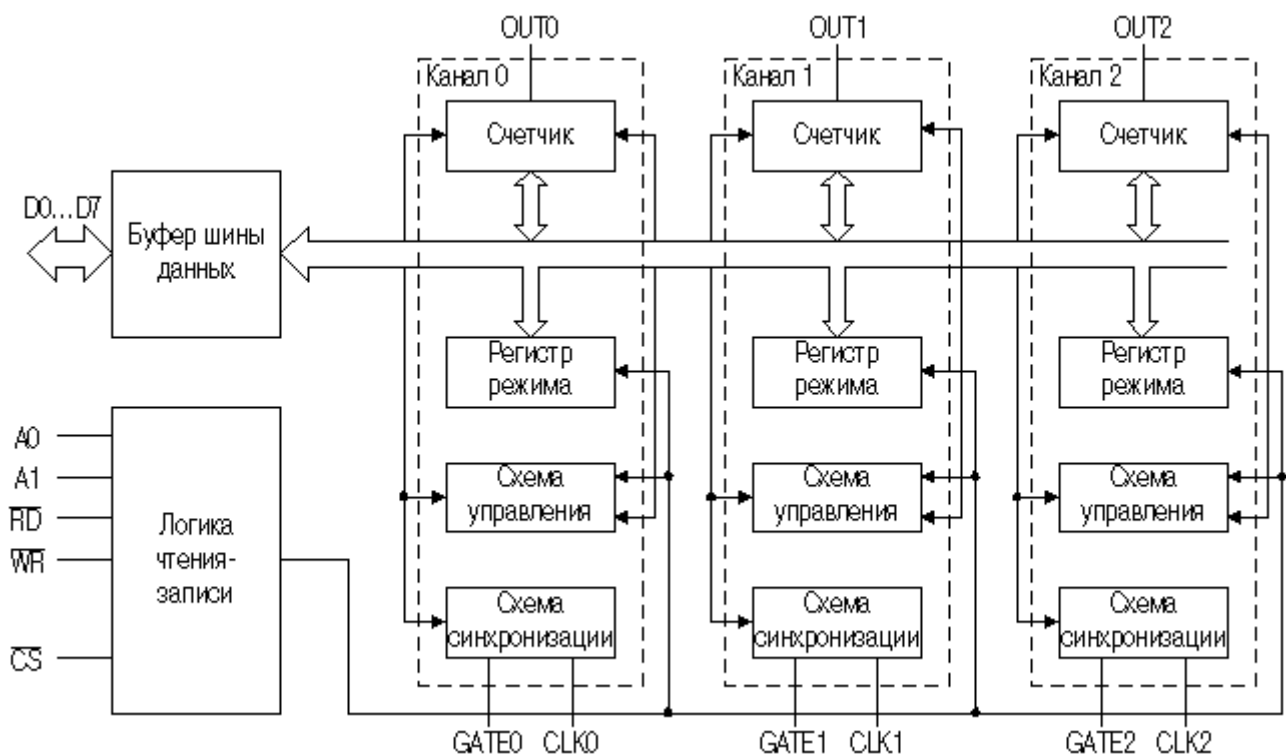 OUT0
OUT1
OUT2
Канал 0
Канал 1
Канал 2
Счетчик
Счетчик
Счетчик
D0...D7
Буфер шины
данных
Регистр
режима
Регистр
режима
Регистр
режима
A0
A1
RD
WR
CS
Логика
чтения-
записи
Схема
управления
Схема
управления
Схема
управления
Схема
синхронизации
Схема
синхронизации
Схема
синхронизации
GATE0
CLK0
GATE1
CLK1
GATE2
CLK2